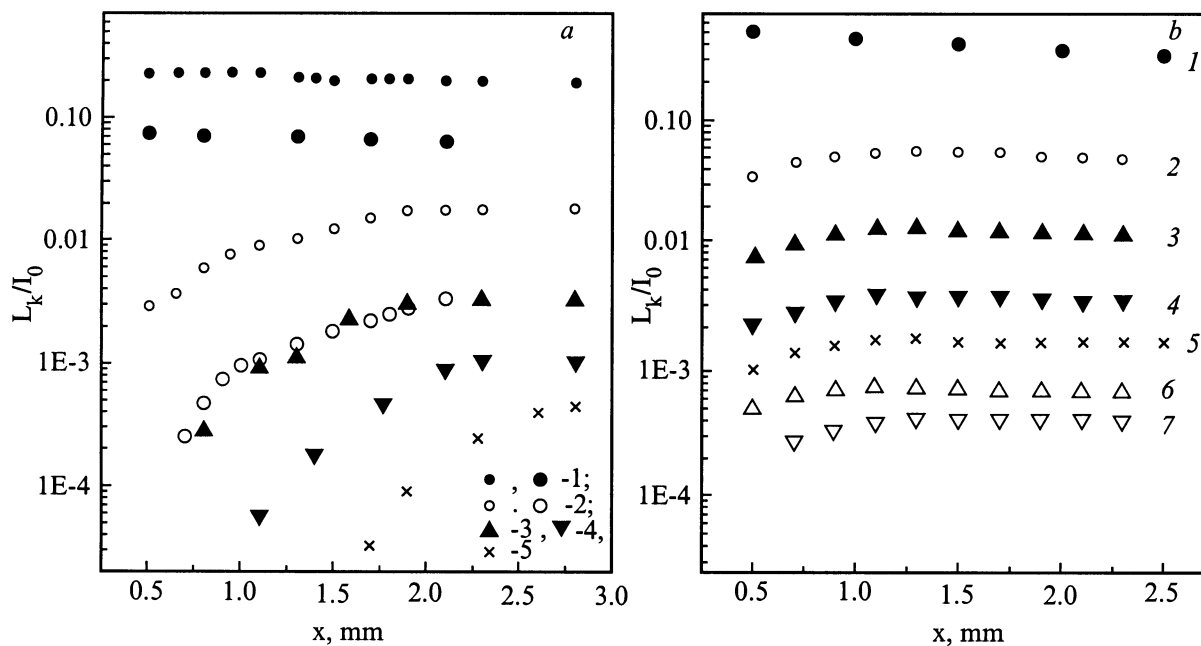 a
0.10
0.01
1E-3
1E-4
L_k/I_0
, -1;
. -2;
-3 , -4,
-5
0.5 1.0 1.5 2.0 2.5 3.0
x, mm
b
1
0.10
2
0.01
3
4
5
1E-3
6
7
1E-4
L_k/I_0
0.5 1.0 1.5 2.0 2.5
x, mm